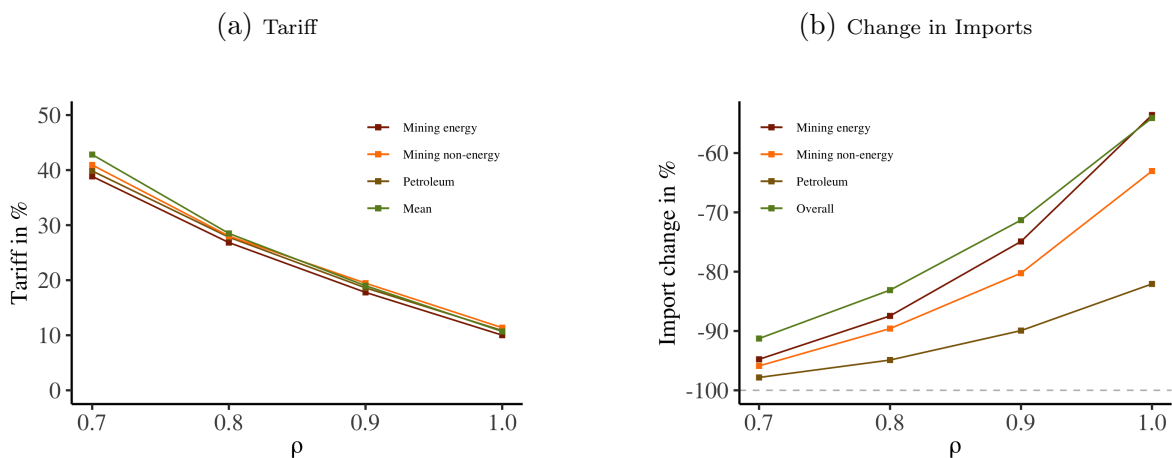 (a) Tariff
Tariff in %
50
40
30
20
10
0
Mining energy
Mining non-energy
Petroleum
Mean
0.7 0.8 0.9 1.0
ρ
(b) Change in Imports
Import change in %
-60
-70
-80
-90
-100
Mining energy
Mining non-energy
Petroleum
Overall
0.7 0.8 0.9 1.0
ρ